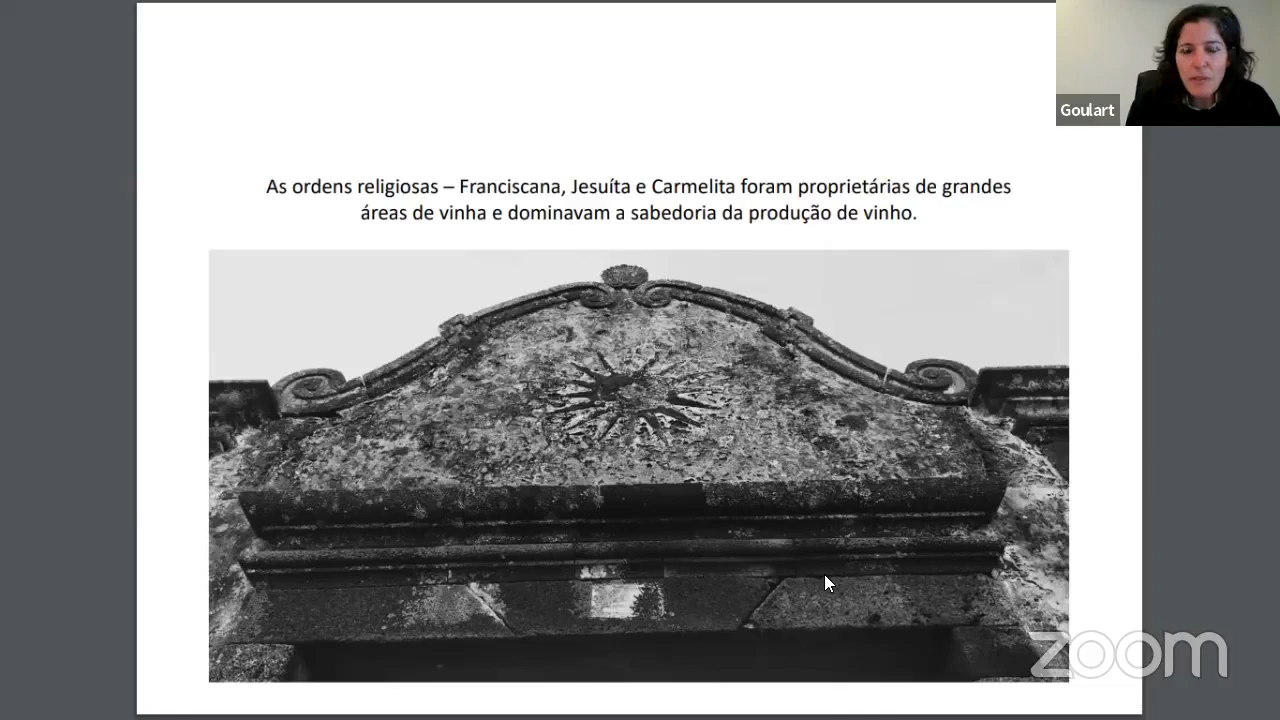 Goulart
As ordens religiosas – Franciscana, Jesuíta e Carmelita foram proprietárias de grandes
áreas de vinha e dominavam a sabedoria da produção de vinho.
zoom